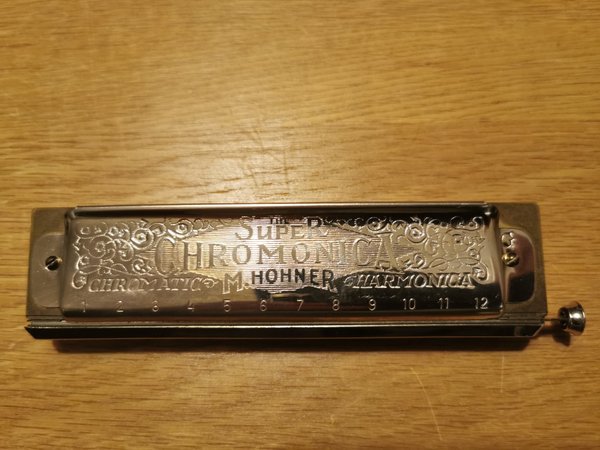 THE
SUPER
CHROMONICA
CHROMATIC M. HOHNER HARMONICA
1 2 3 4 5 6 7 8 9 10 11 12